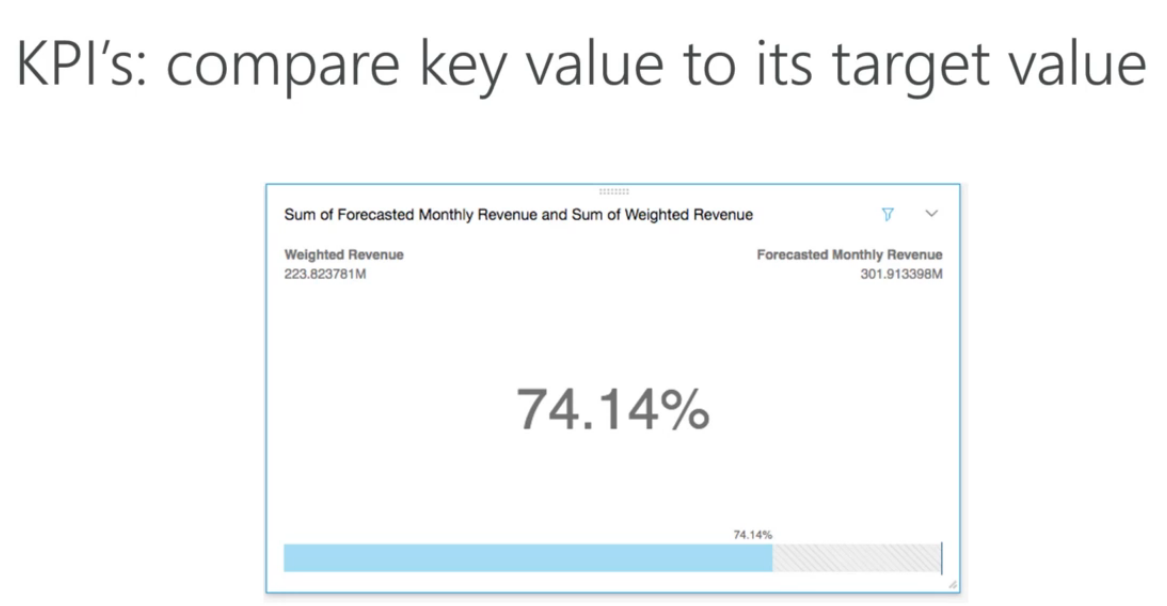 KPI’s: compare key value to its target value
Sum of Forecasted Monthly Revenue and Sum of Weighted Revenue
Weighted Revenue
Forecasted Monthly Revenue
223.823781M
301.913398M
74.14%
74.14%